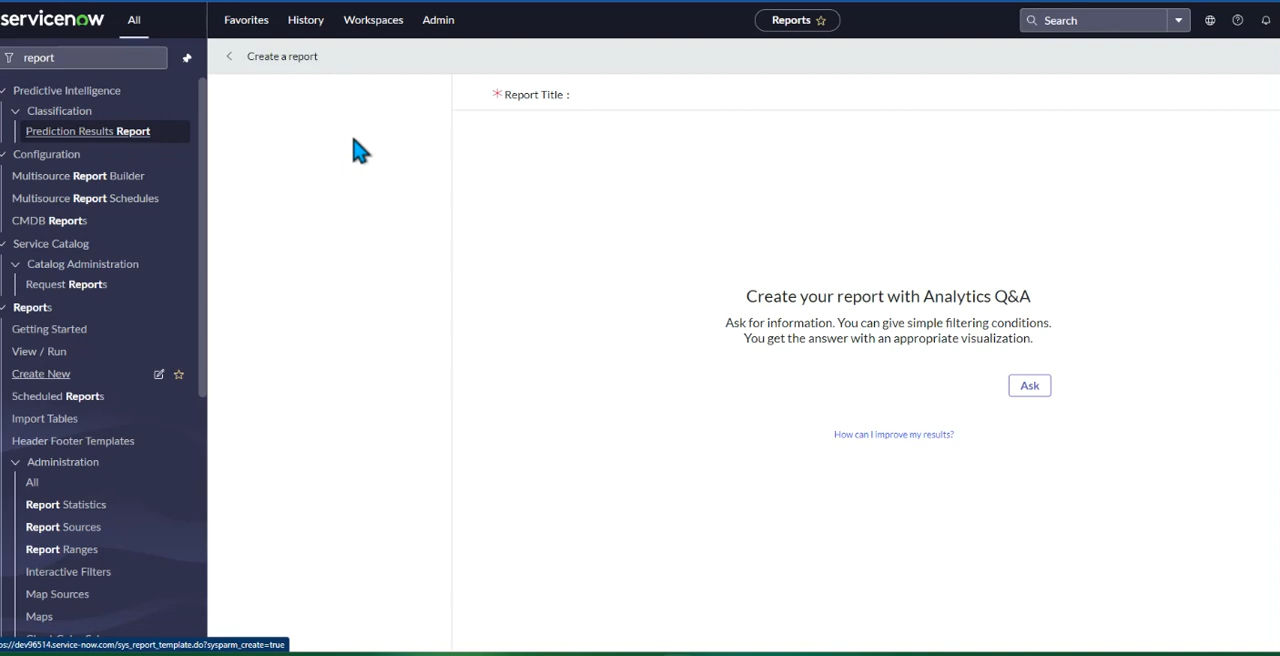 servicenow
All
Favorites
History
Workspaces
Admin
Reports
Search
report
Create a report
Predictive Intelligence
Classification
Prediction Results Report
Configuration
Multisource Report Builder
Multisource Report Schedules
CMDB Reports
Service Catalog
Catalog Administration
Request Reports
Reports
Getting Started
View / Run
Create New
Scheduled Reports
Import Tables
Header Footer Templates
Administration
All
Report Statistics
Report Sources
Report Ranges
Interactive Filters
Map Sources
Maps
ps://dev96514.service-now.com/sys_report_template.do?sysparm_create=true
* Report Title :
Create your report with Analytics Q&A
Ask for information. You can give simple filtering conditions.
You get the answer with an appropriate visualization.
Ask
How can I improve my results?